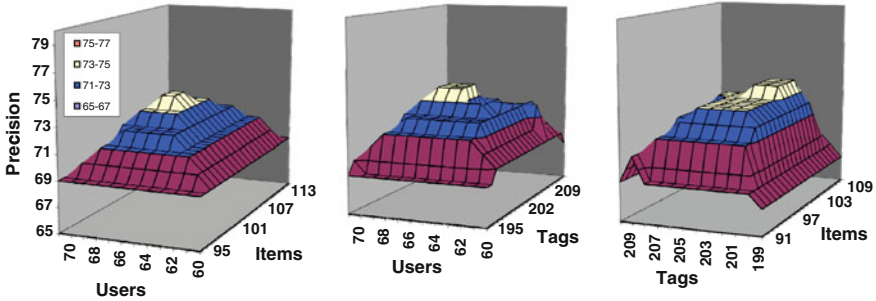 Precision
79
77
75
73
71
69
67
65
75-77
73-75
71-73
65-67
70 68 66 64 62 60
Users
95 101 107 113
Items
70 68 66 64 62 60
Users
195 202 209
Tags
209 207 205 203 201 199
Tags
91 97 103 109
Items